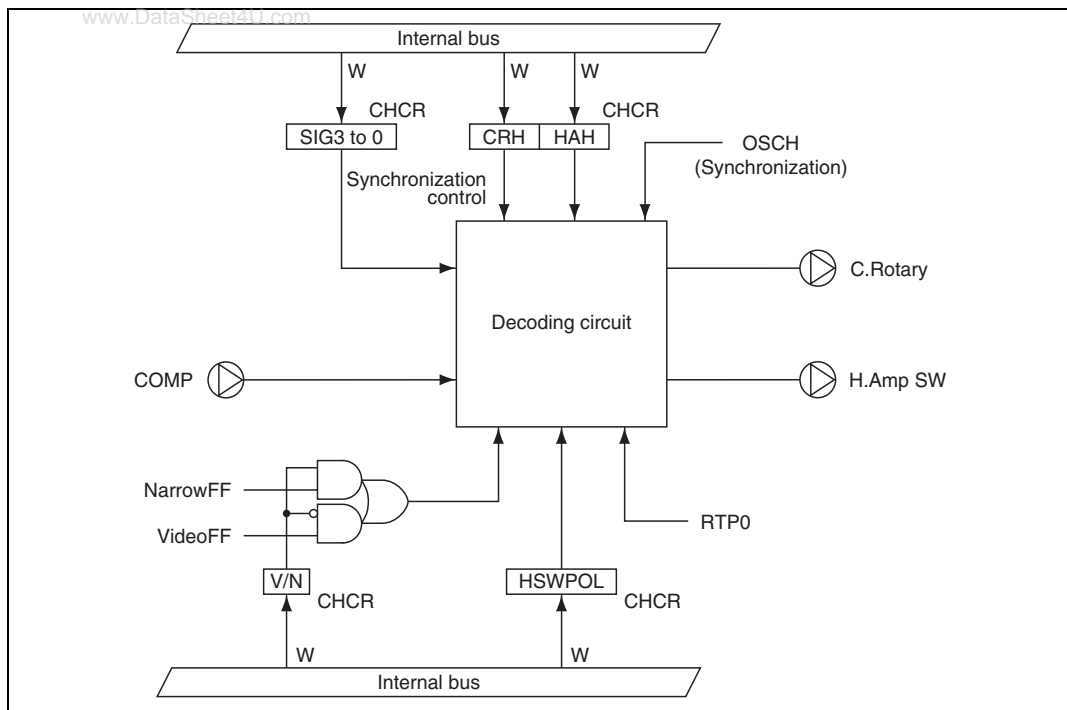 www.DataSheet4U.com
Internal bus
W
W
W
CHCR
CHCR
SIG3 to 0
CRH
HAH
OSCH
(Synchronization)
Synchronization
control
C.Rotary
Decoding circuit
COMP
H.Amp SW
NarrowFF
VideoFF
RTP0
V/N
HSWPOL
CHCR
CHCR
W
W
Internal bus